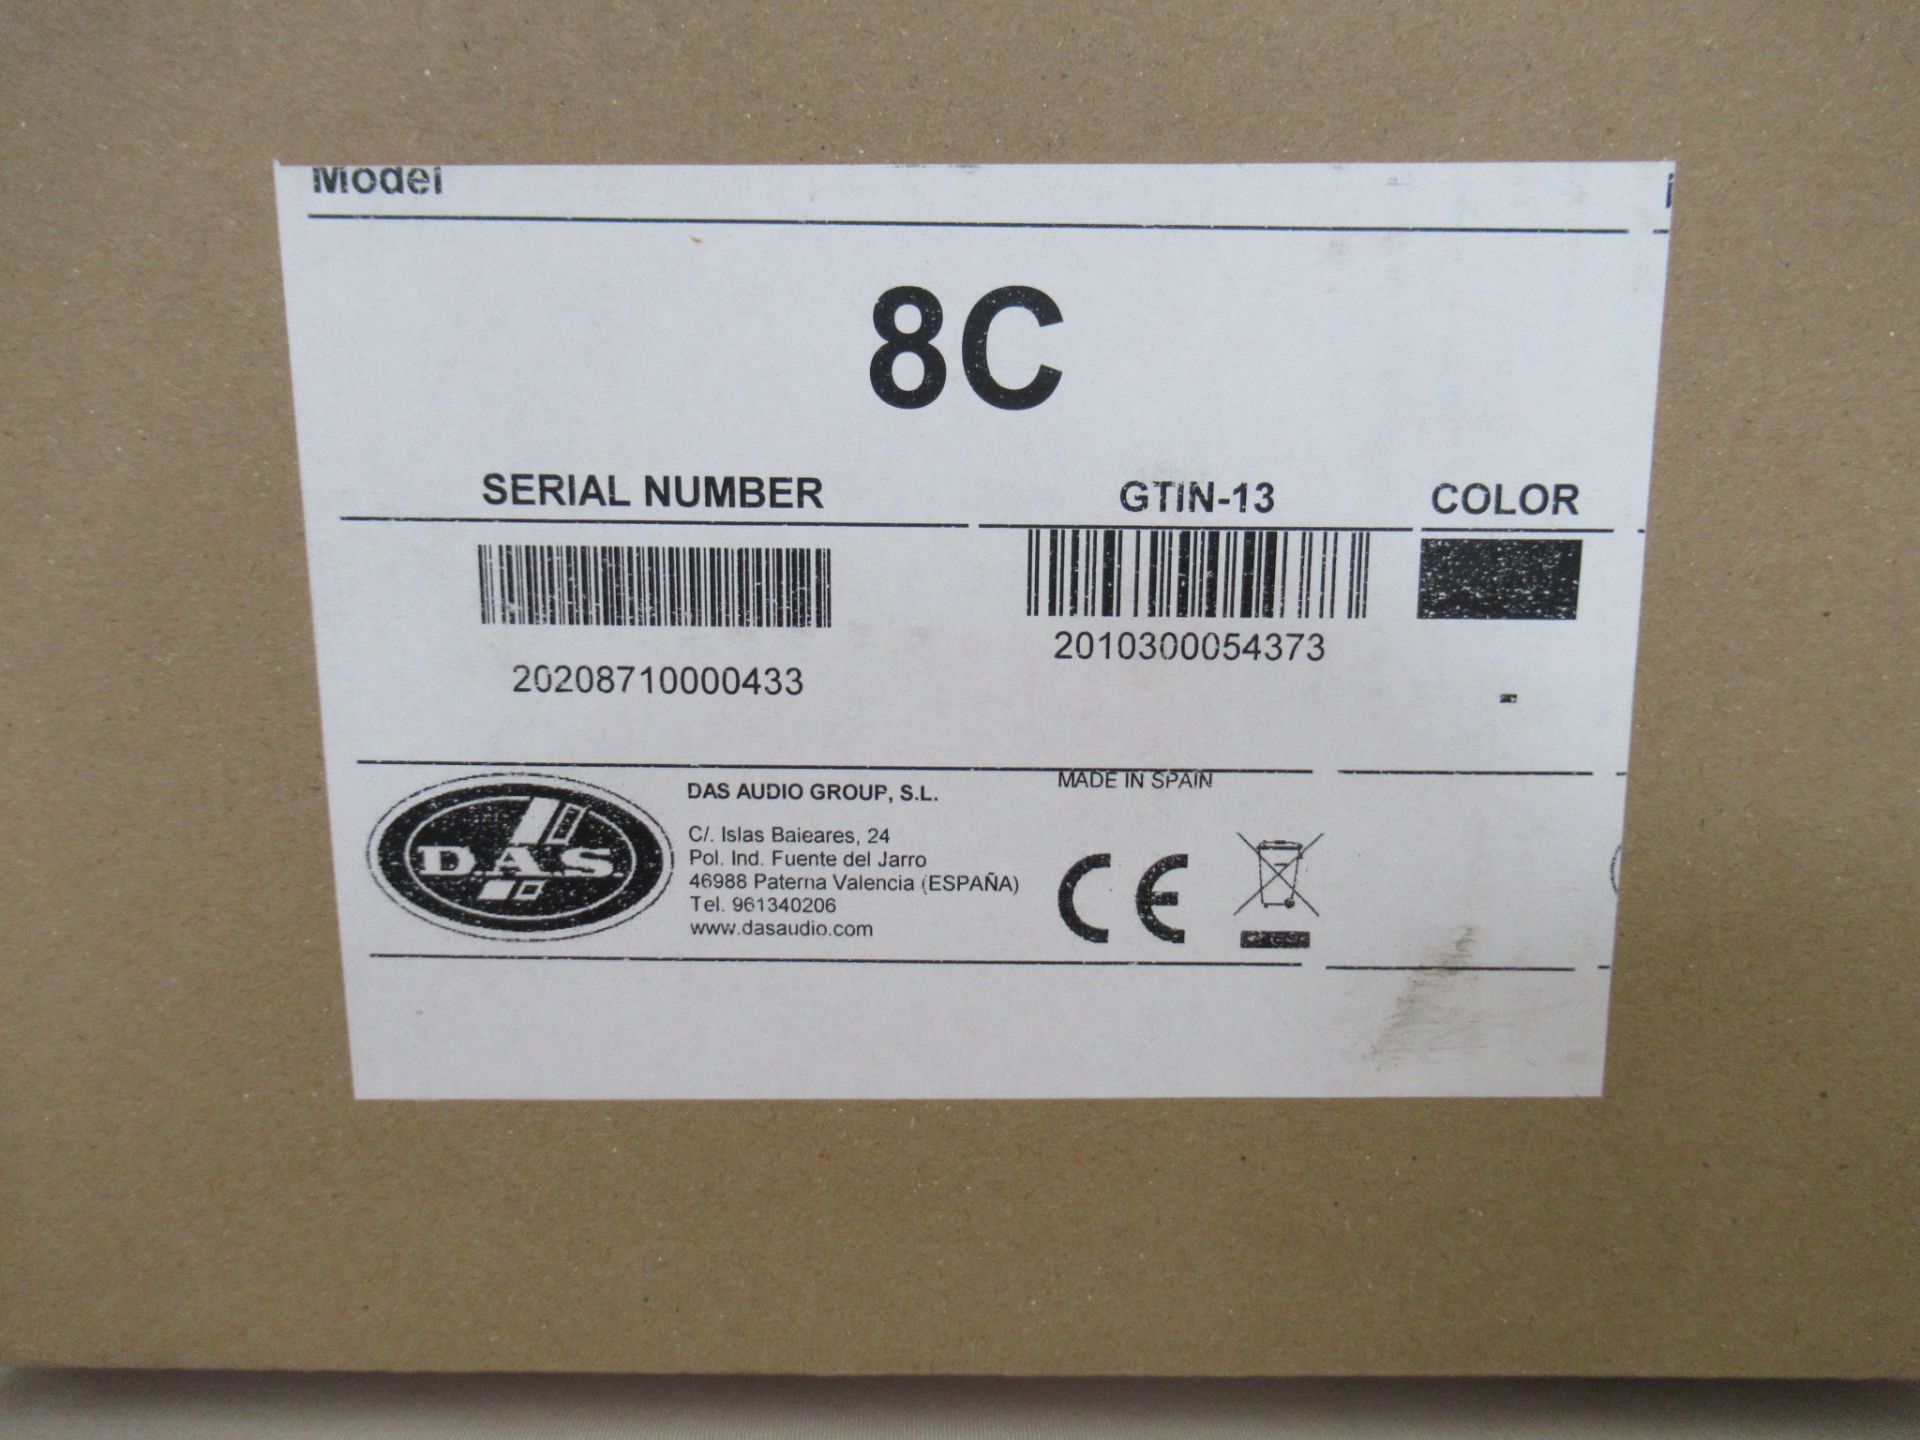 Model
8C
SERIAL NUMBER
GTIN-13
COLOR
20208710000433
2010300054373
-
DAS
DAS AUDIO GROUP, S.L.
C/. Islas Baleares, 24
Pol. Ind. Fuente del Jarro
46988 Paterna Valencia (ESPAÑA)
Tel. 961340206
www.dasaudio.com
MADE IN SPAIN
CE